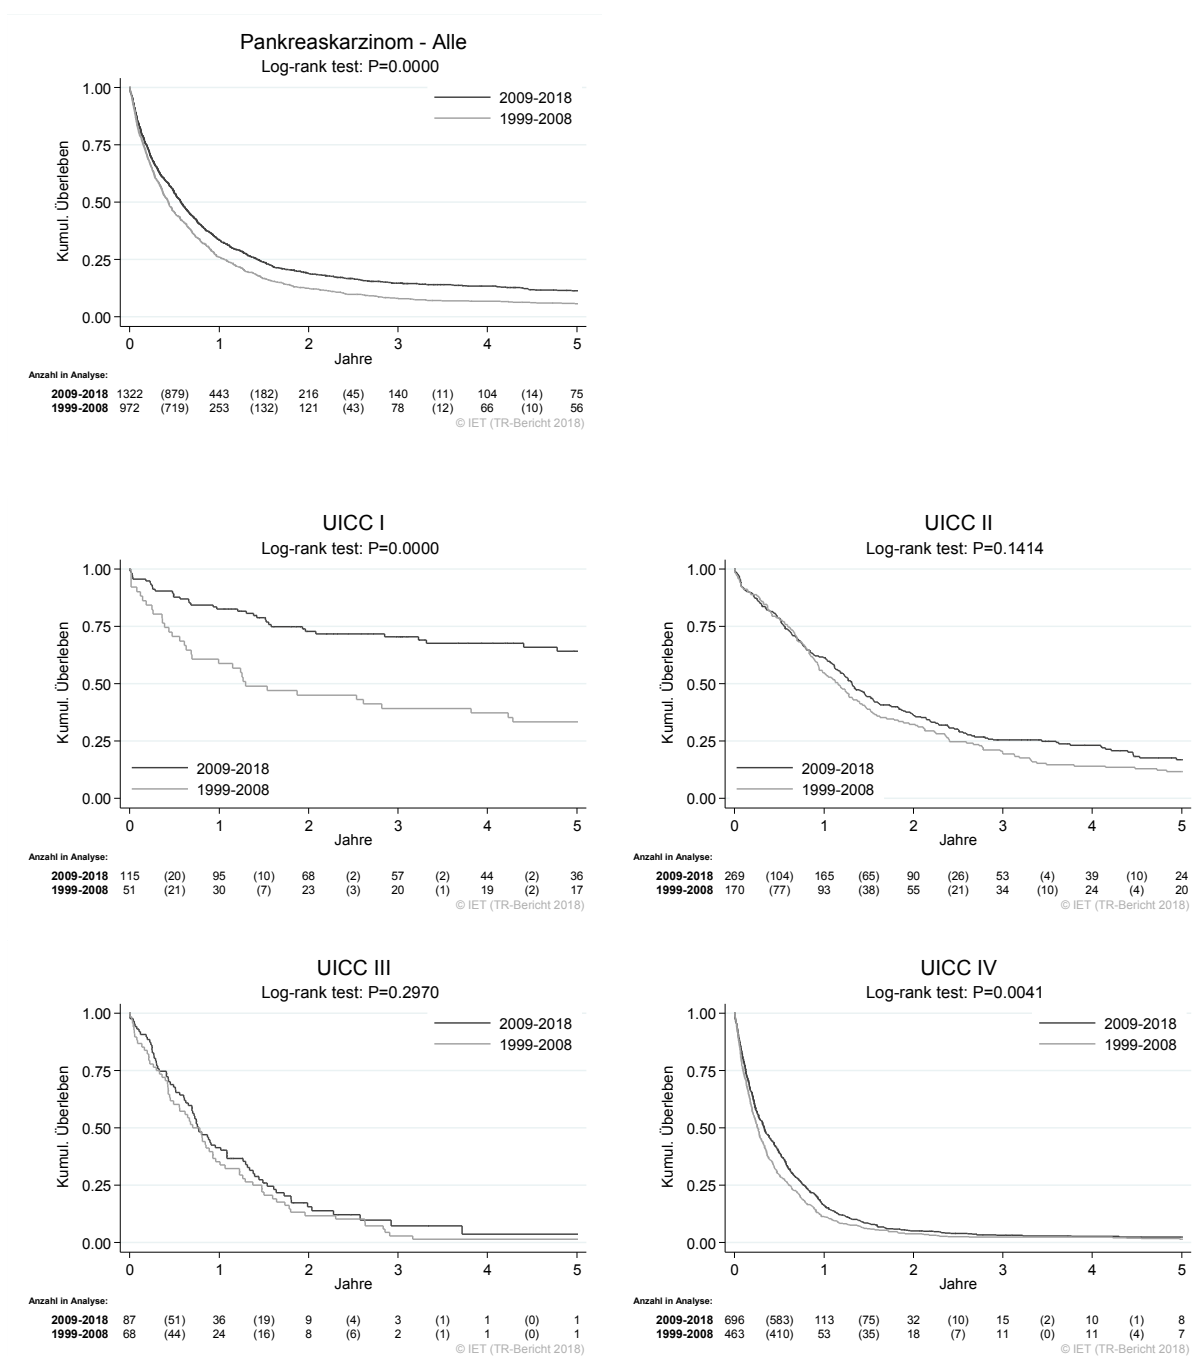 Pankreaskarzinom - Alle
Log-rank test: P=0.0000
Kumul. Überleben
1.00
0.75
0.50
0.25
0.00
2009-2018
1999-2008
0 1 2 3 4 5
Jahre
Anzahl in Analyse:
2009-2018 1322 (879) 443 (182) 216 (45) 140 (11) 104 (14) 75
1999-2008 972 (719) 253 (132) 121 (43) 78 (12) 66 (10) 56
© IET (TR-Bericht 2018)
UICC I
Log-rank test: P=0.0000
Kumul. Überleben
1.00
0.75
0.50
0.25
0.00
2009-2018
1999-2008
0 1 2 3 4 5
Jahre
Anzahl in Analyse:
2009-2018 115 (20) 95 (10) 68 (2) 57 (2) 44 (2) 36
1999-2008 51 (21) 30 (7) 23 (3) 20 (1) 19 (2) 17
© IET (TR-Bericht 2018)
UICC II
Log-rank test: P=0.1414
Kumul. Überleben
1.00
0.75
0.50
0.25
0.00
2009-2018
1999-2008
0 1 2 3 4 5
Jahre
Anzahl in Analyse:
2009-2018 269 (104) 165 (65) 90 (26) 53 (4) 39 (10) 24
1999-2008 170 (77) 93 (38) 55 (21) 34 (10) 24 (4) 20
© IET (TR-Bericht 2018)
UICC III
Log-rank test: P=0.2970
Kumul. Überleben
1.00
0.75
0.50
0.25
0.00
2009-2018
1999-2008
0 1 2 3 4 5
Jahre
Anzahl in Analyse:
2009-2018 87 (51) 36 (19) 9 (4) 3 (1) 1 (0) 1
1999-2008 68 (44) 24 (16) 8 (6) 2 (1) 1 (0) 1
© IET (TR-Bericht 2018)
UICC IV
Log-rank test: P=0.0041
Kumul. Überleben
1.00
0.75
0.50
0.25
0.00
2009-2018
1999-2008
0 1 2 3 4 5
Jahre
Anzahl in Analyse:
2009-2018 696 (583) 113 (75) 32 (10) 15 (2) 10 (1) 8
1999-2008 463 (410) 53 (35) 18 (7) 11 (0) 11 (4) 7
© IET (TR-Bericht 2018)